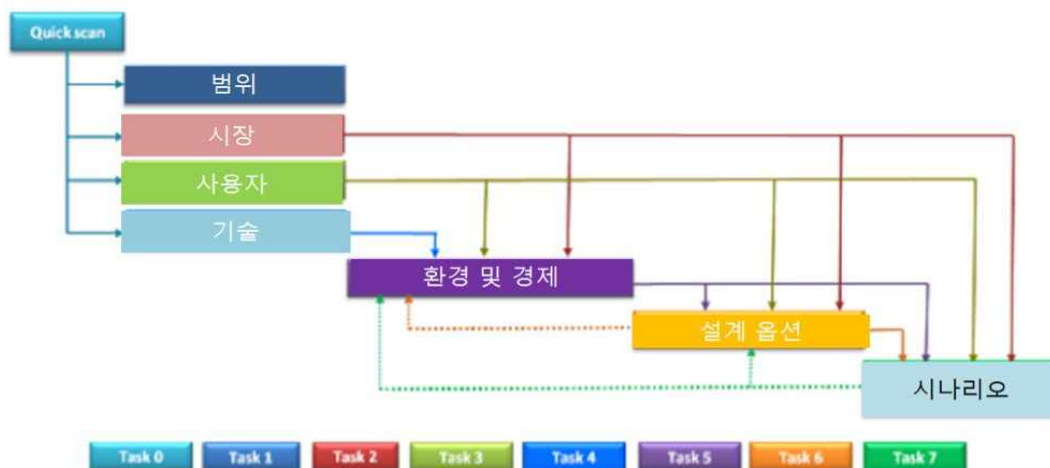 Quick scan
범위
시장
사용자
기술
환경 및 경제
설계 옵션
시나리오
Task 0
Task 1
Task 2
Task 3
Task 4
Task 5
Task 6
Task 7